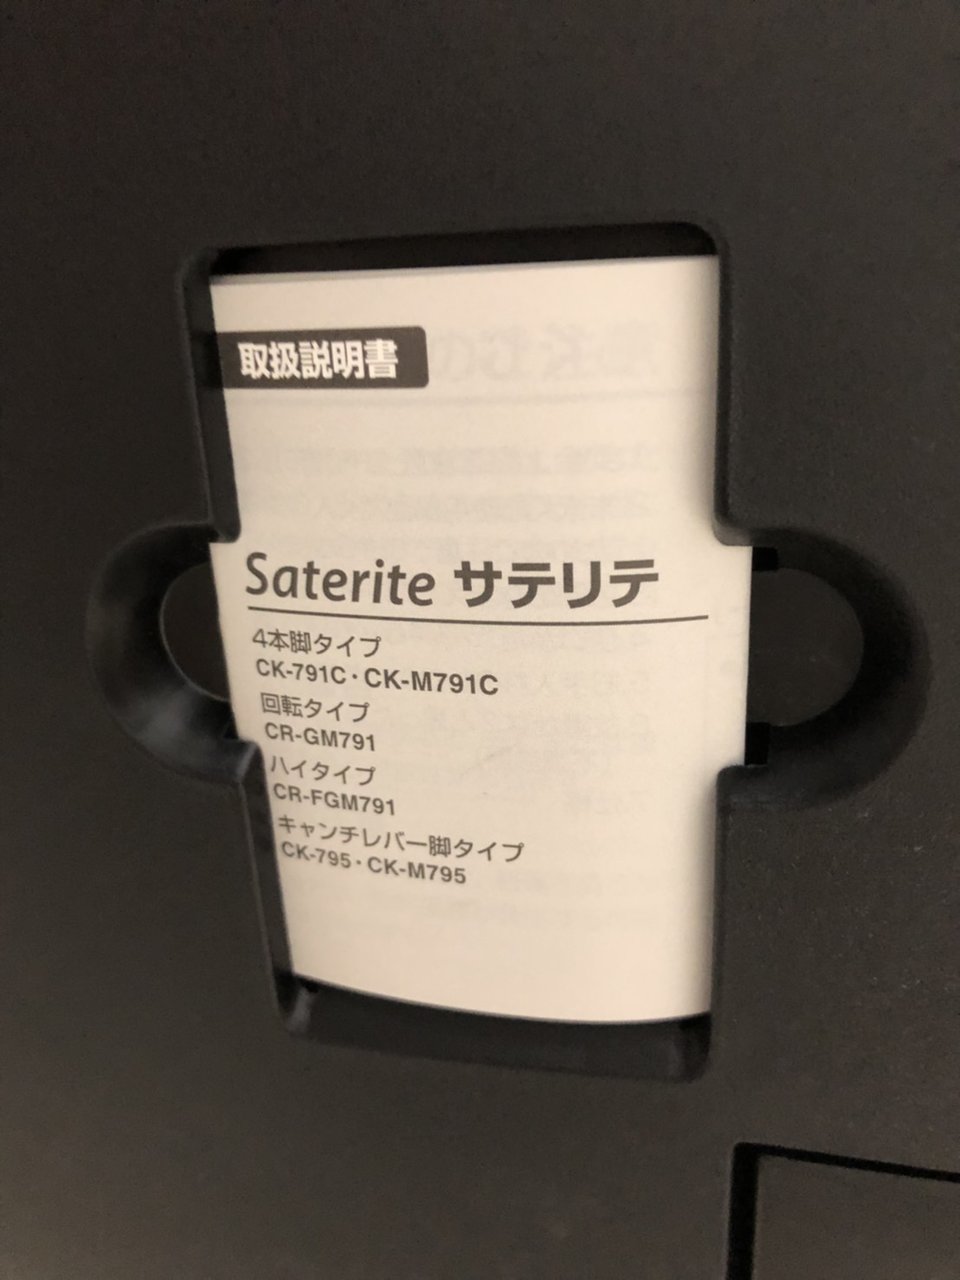 取扱説明書
Saterite サテリテ
4本脚タイプ
CK-791C・CK-M791C
回転タイプ
CR-GM791
ハイタイプ
CR-FGM791
キャンチレバー脚タイプ
CK-795・CK-M795